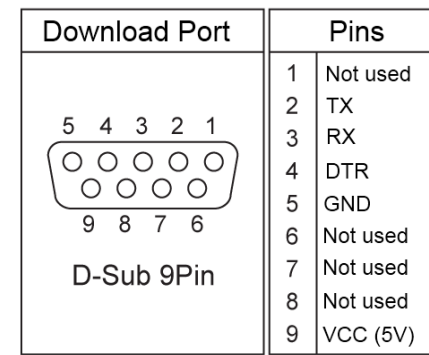 Download Port
5 4 3 2 1
9 8 7 6
D-Sub 9Pin
Pins
1 Not used
2 TX
3 RX
4 DTR
5 GND
6 Not used
7 Not used
8 Not used
9 VCC (5V)